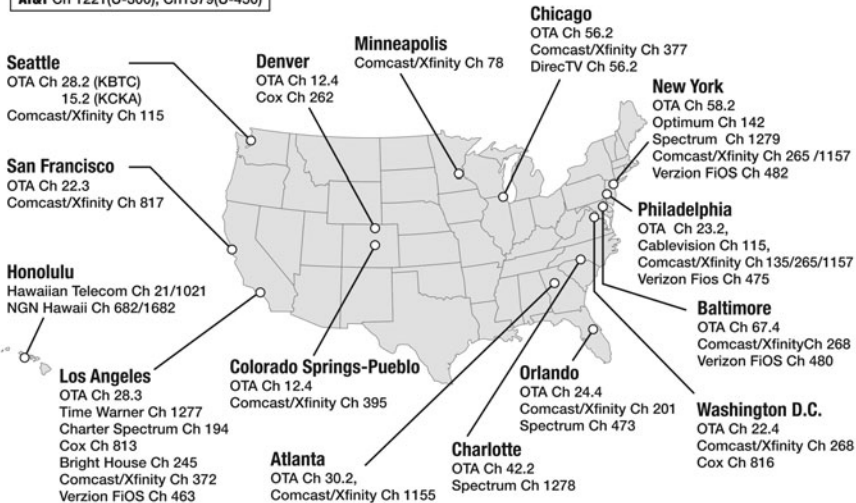 AT&T Ch 1221(U-300), Ch1379(U-450)
Chicago
OTA Ch 56.2
Comcast/Xfinity Ch 377
DirecTV Ch 56.2
Minneapolis
Comcast/Xfinity Ch 78
Denver
OTA Ch 12.4
Cox Ch 262
Seattle
OTA Ch 28.2 (KBTC)
15.2 (KCKA)
Comcast/Xfinity Ch 115
New York
OTA Ch 58.2
Optimum Ch 142
Spectrum Ch 1279
Comcast/Xfinity Ch 265 /1157
Verzion FiOS Ch 482
San Francisco
OTA Ch 22.3
Comcast/Xfinity Ch 817
Philadelphia
OTA Ch 23.2,
Cablevision Ch 115,
Comcast/Xfinity Ch 135/265/1157
Verizon Fios Ch 475
Honolulu
Hawaiian Telecom Ch 21/1021
NGN Hawaii Ch 682/1682
Baltimore
OTA Ch 67.4
Comcast/XfinityCh 268
Verizon FiOS Ch 480
Los Angeles
OTA Ch 28.3
Time Warner Ch 1277
Charter Spectrum Ch 194
Cox Ch 813
Bright House Ch 245
Comcast/Xfinity Ch 372
Verzion FiOS Ch 463
Colorado Springs-Pueblo
OTA Ch 12.4
Comcast/Xfinity Ch 395
Orlando
OTA Ch 24.4
Comcast/Xfinity Ch 201
Spectrum Ch 473
Washington D.C.
OTA Ch 22.4
Comcast/Xfinity Ch 268
Cox Ch 816
Atlanta
OTA Ch 30.2,
Comcast/Xfinity Ch 1155
Charlotte
OTA Ch 42.2
Spectrum Ch 1278